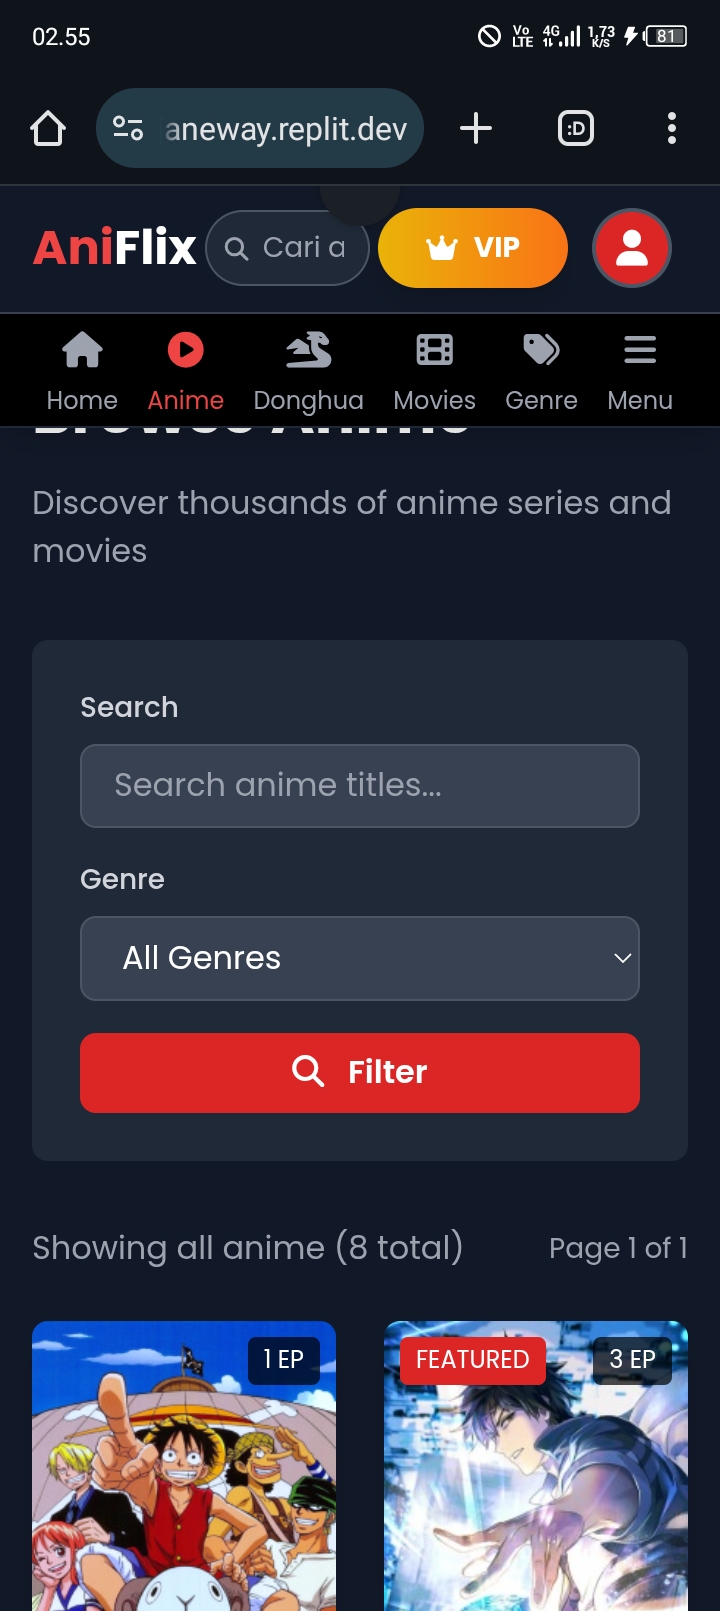 02.55
Vo LTE 4G 1,73 K/S 81
aneway.replit.dev
:D
AniFlix
Cari a
VIP
Home Anime Donghua Movies Genre Menu
Browse Anime
Discover thousands of anime series and
movies
Search
Search anime titles...
Genre
All Genres
Filter
Showing all anime (8 total)
Page 1 of 1
1 EP
FEATURED
3 EP